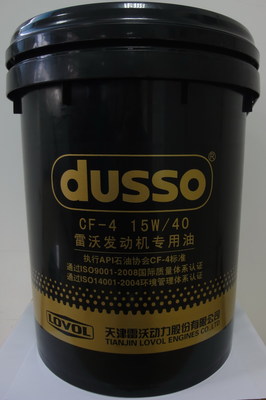 dusso®
CF-4 15W/40
雷沃发动机专用油
执行API石油协会CF-4标准
通过ISO9001-2008国际质量体系认证
通过ISO14001-2004环境管理体系认证
LOVOL
天津雷沃动力股份有限公司
TIANJIN LOVOL ENGINES CO.,LTD